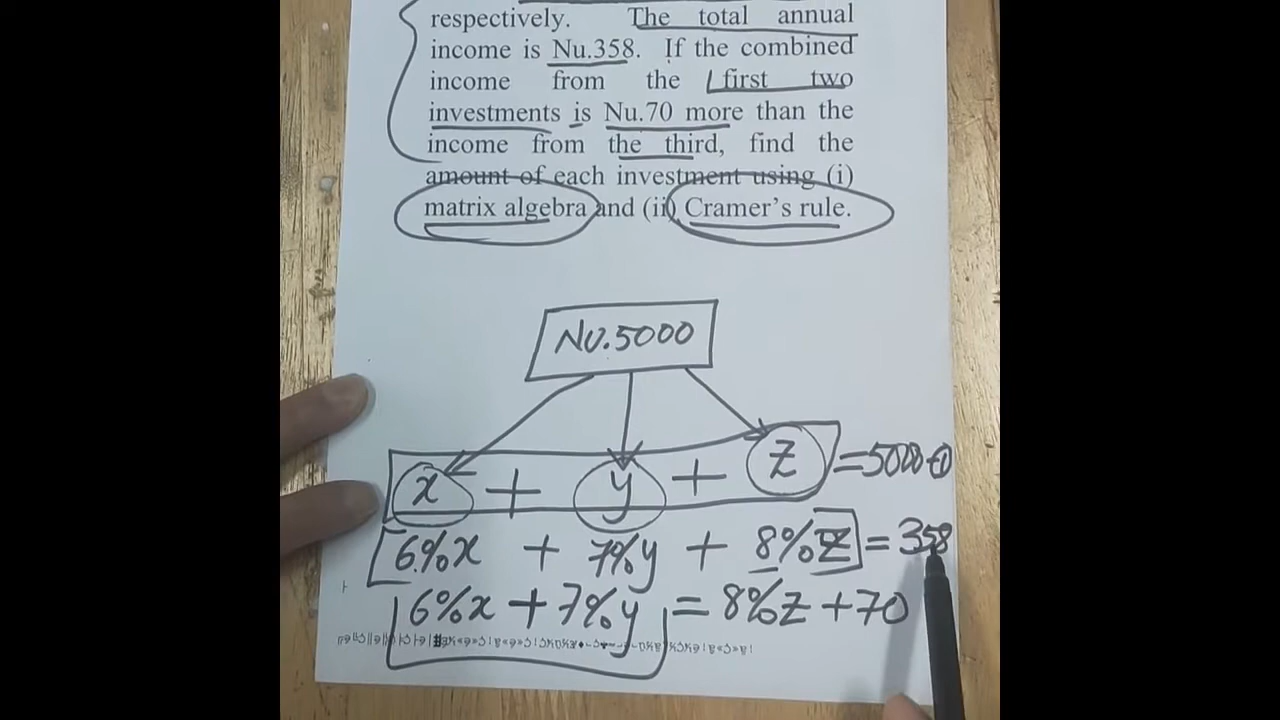 respectively. The total annual
income is Nu.358. If the combined
income from the first two
investments is Nu.70 more than the
income from the third, find the
amount of each investment using (i)
matrix algebra and (ii) Cramer's rule.
Nu.5000
x + y + z =5000-①
6%x + 7%y + 8%z = 358
6%x + 7%y = 8%z +70